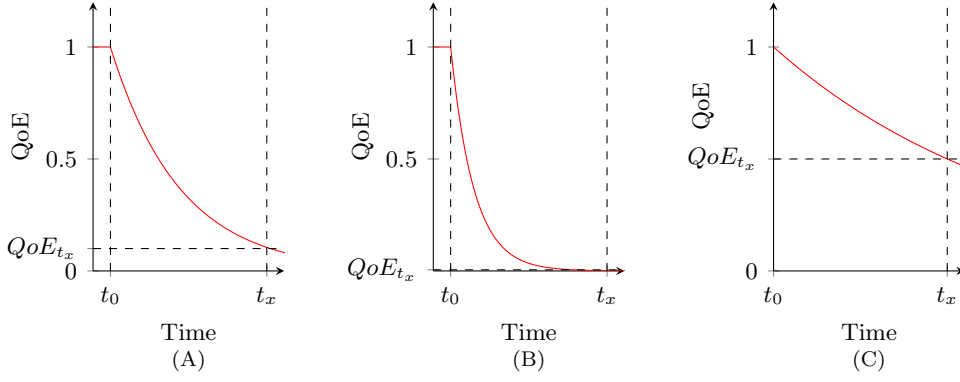 1
0.5
QoE_{t_x}
0
QoE
t_0
t_x
Time
(A)
1
0.5
QoE_{t_x}
QoE
t_0
t_x
Time
(B)
1
QoE_{t_x}
0
QoE
t_0
t_x
Time
(C)